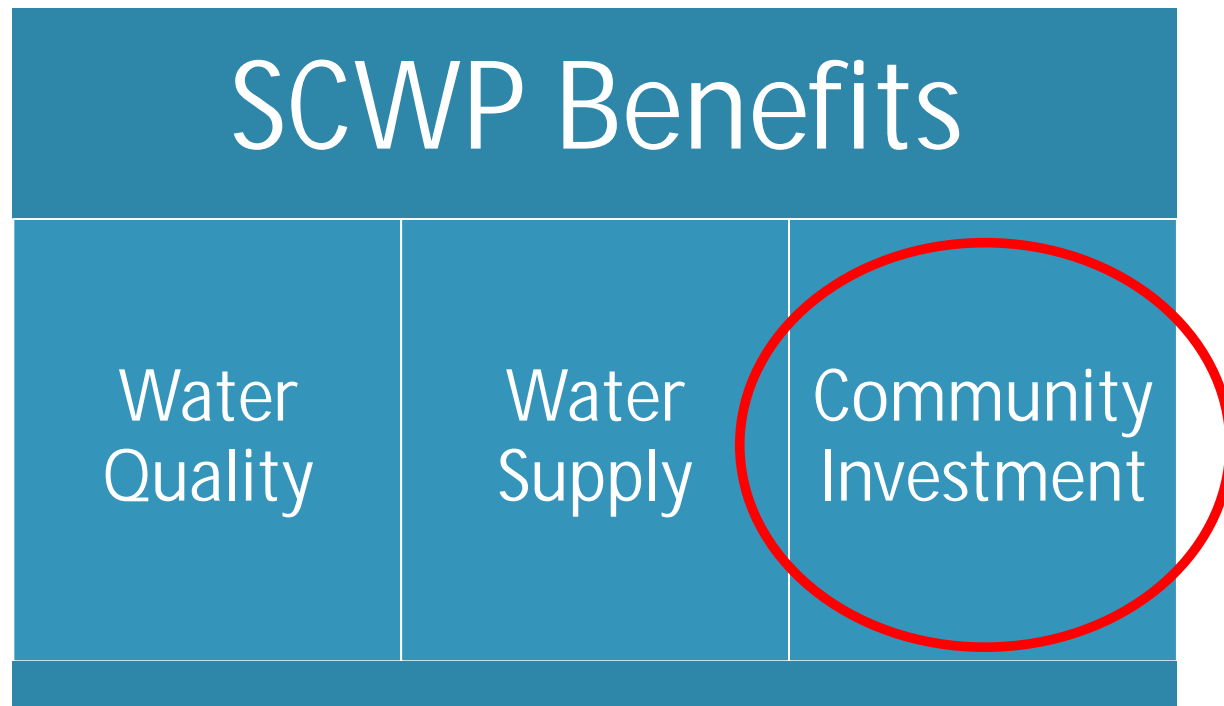 SCWP Benefits
Water
Quality
Water
Supply
Community
Investment